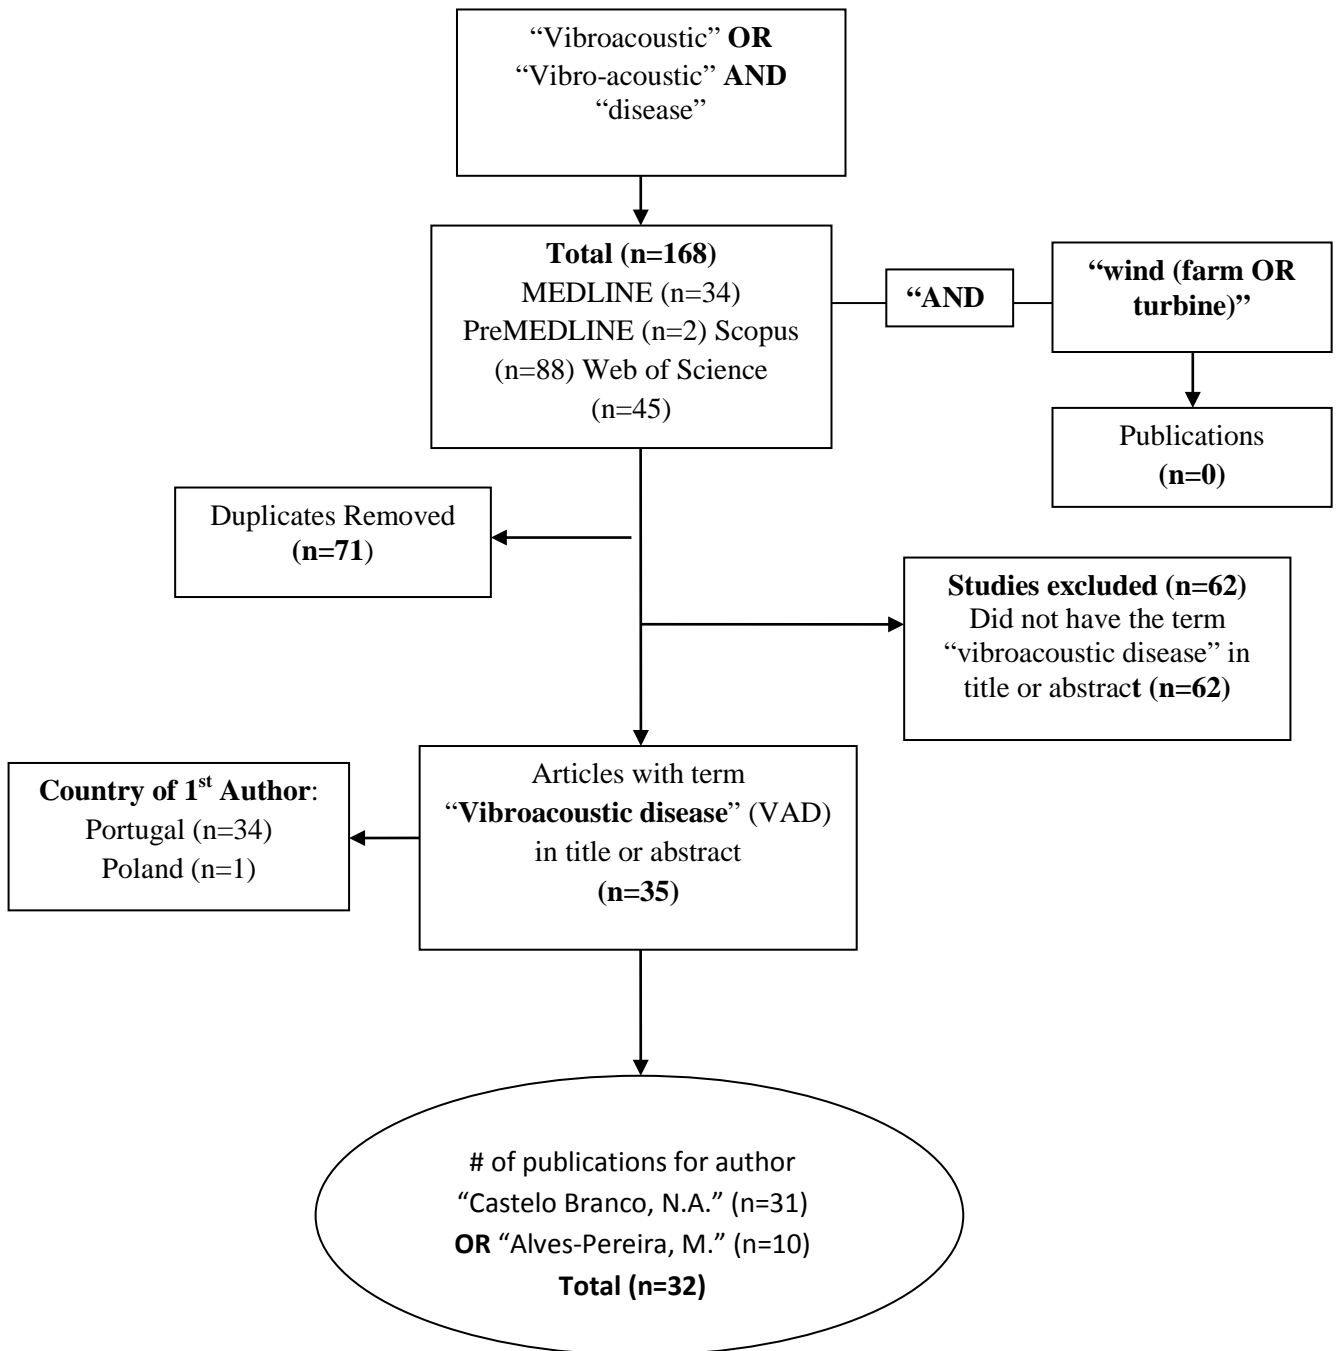 “Vibroacoustic” OR
“Vibro-acoustic” AND
“disease”
Total (n=168)
MEDLINE (n=34)
PreMEDLINE (n=2) Scopus
(n=88) Web of Science
(n=45)
“AND
“wind (farm OR
turbine)”
Publications
(n=0)
Duplicates Removed
(n=71)
Studies excluded (n=62)
Did not have the term
“vibroacoustic disease” in
title or abstract (n=62)
Country of 1st Author:
Portugal (n=34)
Poland (n=1)
Articles with term
“Vibroacoustic disease” (VAD)
in title or abstract
(n=35)
# of publications for author
“Castelo Branco, N.A.” (n=31)
OR “Alves-Pereira, M.” (n=10)
Total (n=32)